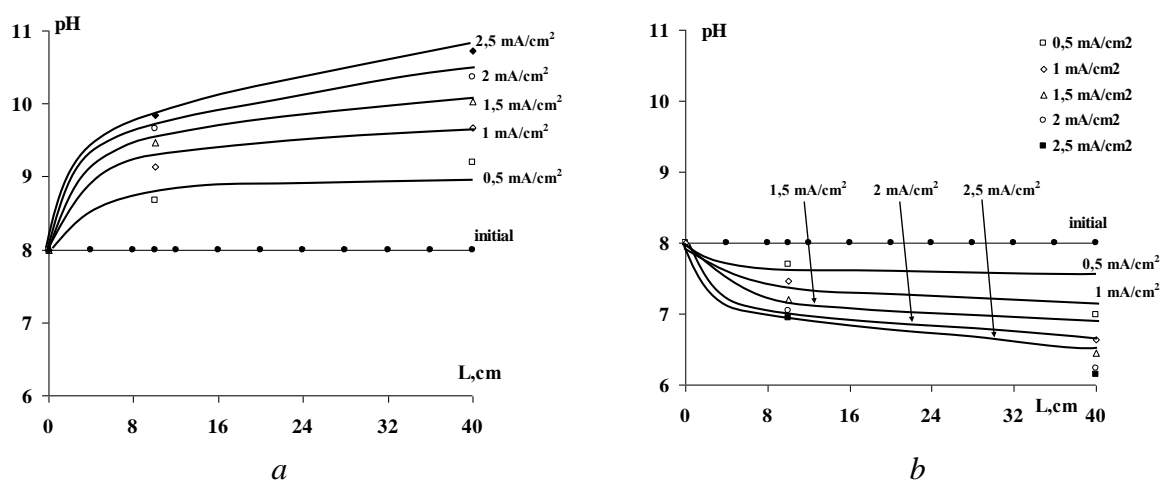 pH
11
10
9
8
7
6
0
8
16
24
32
40
L,cm
2,5 mA/cm²
2 mA/cm²
1,5 mA/cm²
1 mA/cm²
0,5 mA/cm²
initial
a
pH
11
10
9
8
7
6
0
8
16
24
32
40
L,cm
0,5 mA/cm2
1 mA/cm2
1,5 mA/cm2
2 mA/cm2
2,5 mA/cm2
1,5 mA/cm²
2 mA/cm²
2,5 mA/cm²
initial
0,5 mA/cm²
1 mA/cm²
b